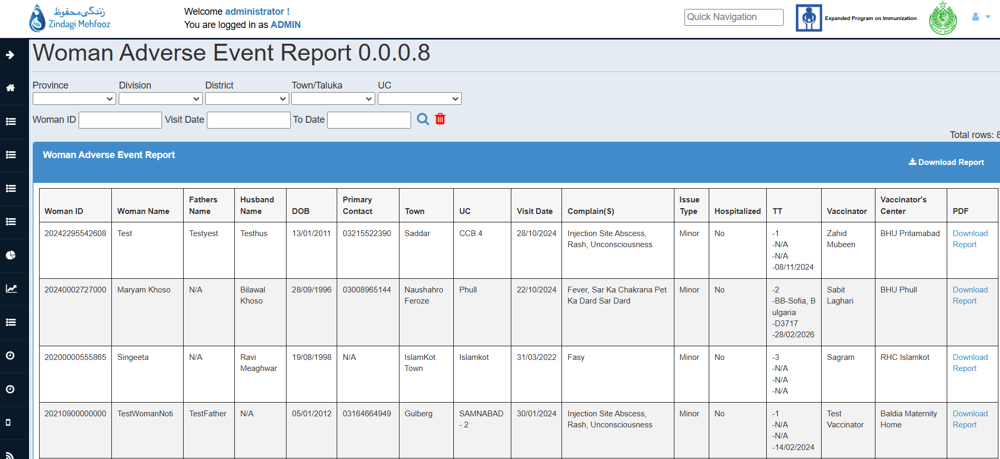 زندگی محفوظ
Zindagi Mehfooz
Welcome administrator !
You are logged in as ADMIN
Quick Navigation
Expanded Program on Immunization
Woman Adverse Event Report 0.0.0.8
Province Division District Town/Taluka UC
Woman ID Visit Date To Date
Total rows: 8
Woman Adverse Event Report
Download Report
Woman ID Woman Name Fathers Name Husband Name DOB Primary Contact Town UC Visit Date Complain(S) Issue Type Hospitalized TT Vaccinator Vaccinator's Center PDF
20242295542608 Test Testyest Testhus 13/01/2011 03215522390 Saddar CCB.4 28/10/2024 Injection Site Abscess, Minor No -1 Zahid BHU Pritamabad Download
Rash, Unconsciousness -N/A Mubeen Report
-N/A
-08/11/2024
20240002727000 Maryam Khoso N/A Bilawal 28/09/1996 03008965144 Naushahro Phull 22/10/2024 Fever, Sar Ka Chakrana Pet Minor No -2 Sabit BHU Phull Download
Khoso Feroze Ka Dard Sar Dard -BB-Sofia, B Laghari Report
ulgaria
-D3717
-28/02/2026
20200000555865 Singeeta N/A Ravi 19/08/1998 N/A IslamKot Islamkot 31/03/2022 Fasy Minor No -3 Sagram RHC Islamkot Download
Meaghwar Town -N/A Report
-N/A
-N/A
20210900000000 TestWomanNoti TestFather N/A 05/01/2012 03164664949 Gulberg SAMNABAD 30/01/2024 Injection Site Abscess, Minor No -1 Test Baldia Maternity Download
- 2 Rash, Unconsciousness -N/A Vaccinator Home Report
-N/A
-14/02/2024